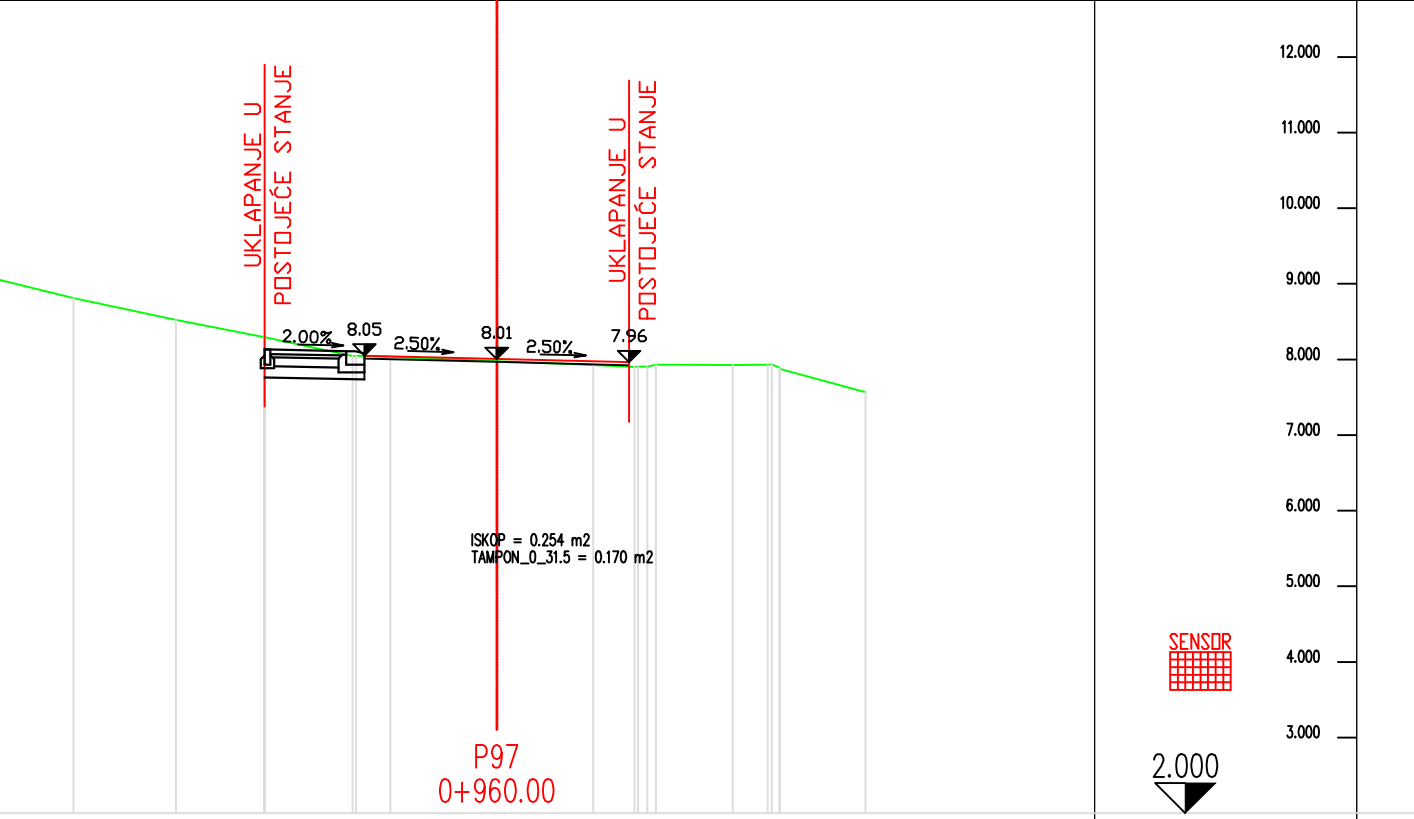 UKLAPANJE U
POSTOJEĆE STANJE
UKLAPANJE U
POSTOJEĆE STANJE
2.00%
8.05
2.50%
8.01
2.50%
7.96
ISKOP = 0.254 m2
TAMPON_0_31.5 = 0.170 m2
P97
0+960.00
SENSOR
2.000
12.000
11.000
10.000
9.000
8.000
7.000
6.000
5.000
4.000
3.000